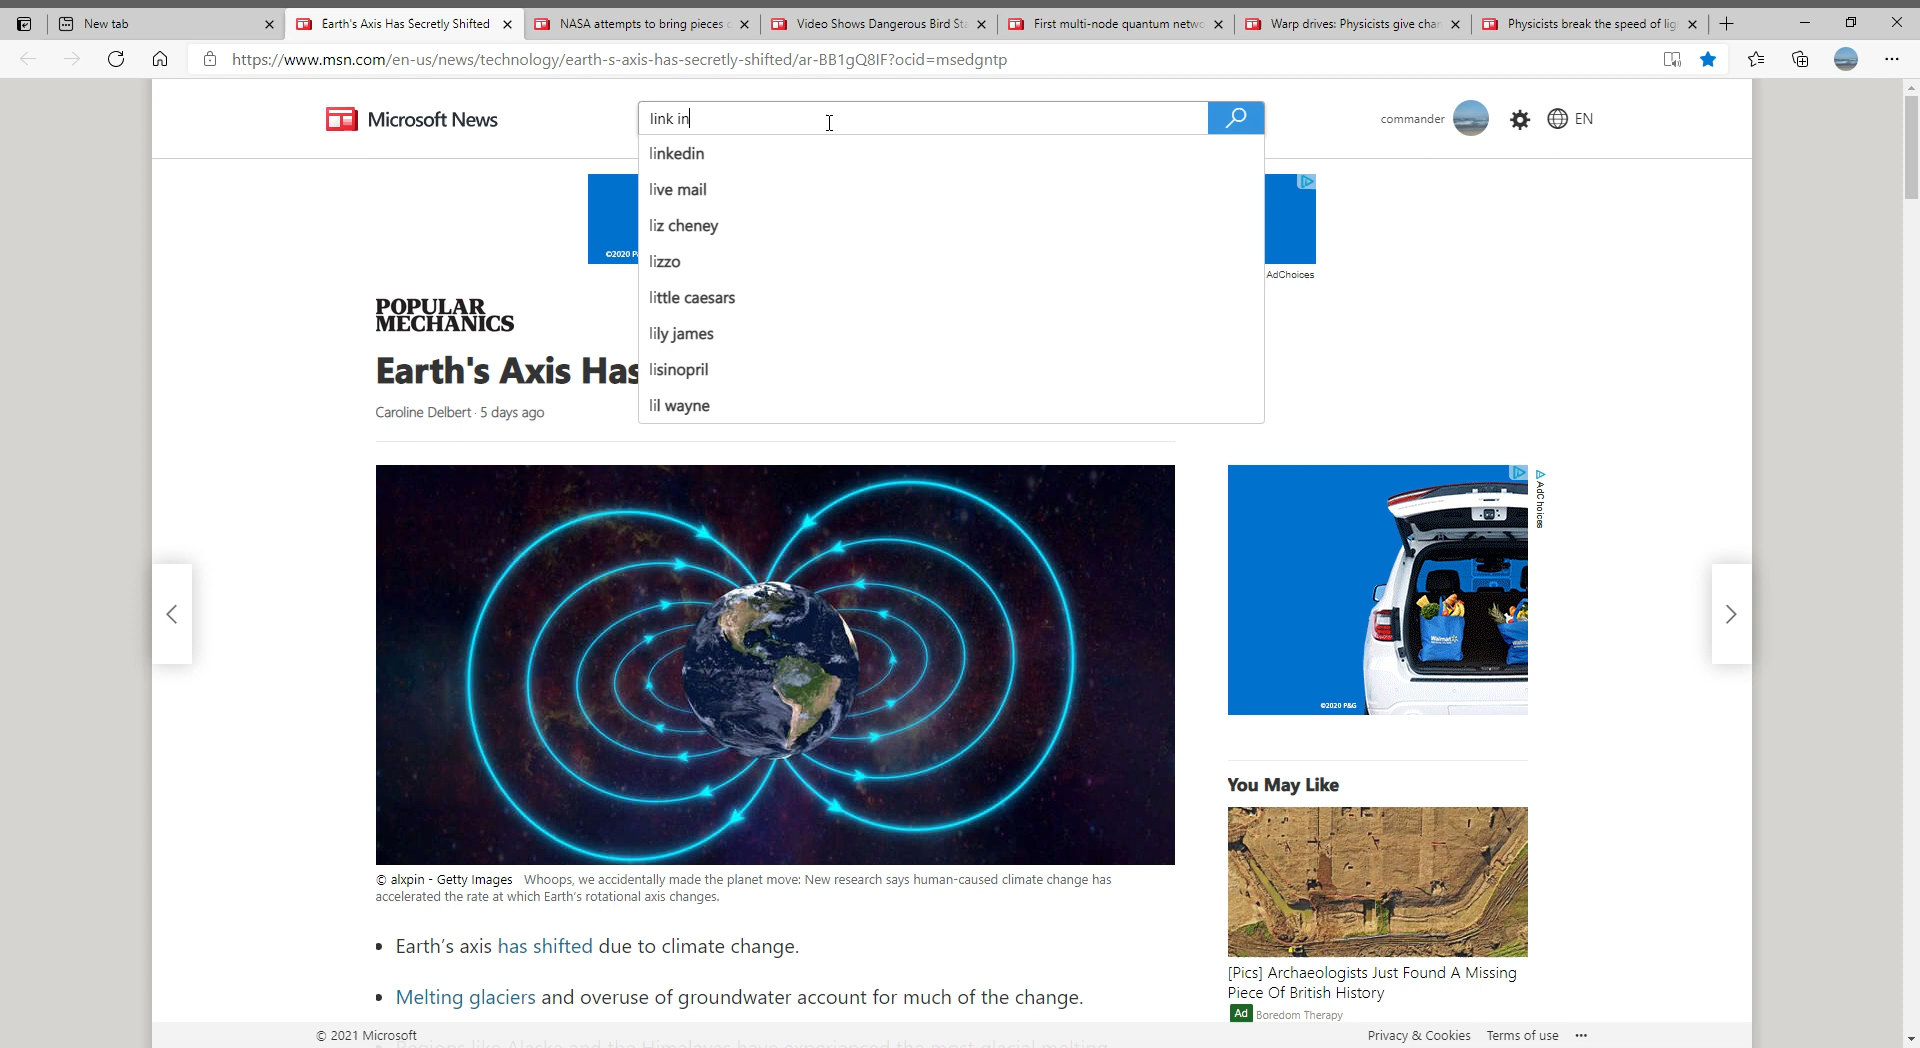 New tab
Earth's Axis Has Secretly Shifted
NASA attempts to bring pieces
Video Shows Dangerous Bird
First multi-node quantum
Warp drives: Physicists give
Physicists break the speed of
https://www.msn.com/en-us/news/technology/earth-s-axis-has-secretly-shifted/ar-BB1gQ8IF?ocid=msedgntp
Microsoft News
link in
commander
EN
linkedin
live mail
liz cheney
lizzo
little caesars
lily james
lisinopril
lil wayne
©2020
AdChoices
POPULAR
MECHANICS
Earth's Axis Has
Caroline Delbert · 5 days ago
AdChoices
Walmart
©2020 P&G
© alxpin - Getty Images Whoops, we accidentally made the planet move: New research says human-caused climate change has
accelerated the rate at which Earth's rotational axis changes.
• Earth's axis has shifted due to climate change.
• Melting glaciers and overuse of groundwater account for much of the change.
You May Like
[Pics] Archaeologists Just Found A Missing
Piece Of British History
Ad Boredom Therapy
© 2021 Microsoft
Privacy & Cookies
Terms of use